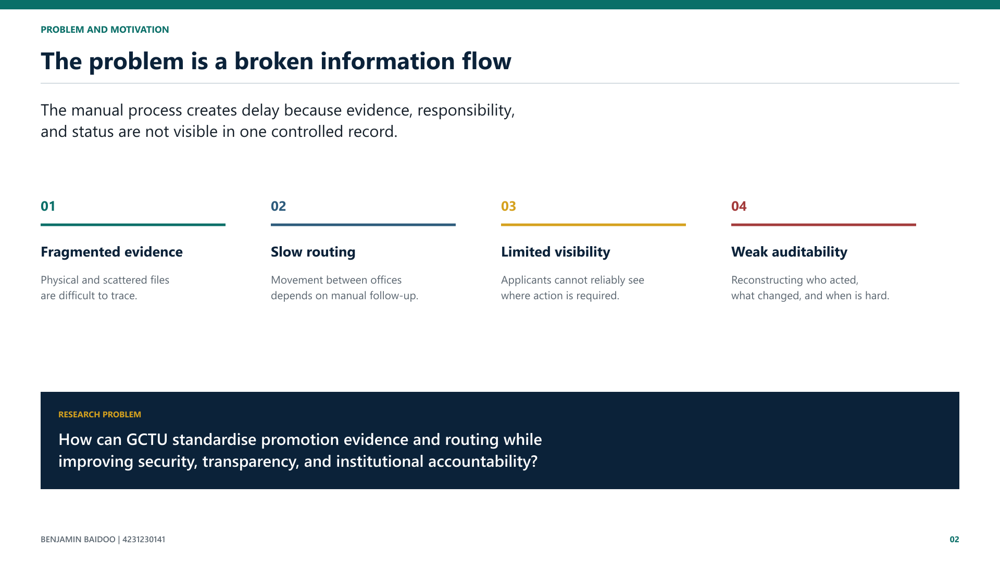 PROBLEM AND MOTIVATION
The problem is a broken information flow
The manual process creates delay because evidence, responsibility,
and status are not visible in one controlled record.
01
Fragmented evidence
Physical and scattered files
are difficult to trace.
02
Slow routing
Movement between offices
depends on manual follow-up.
03
Limited visibility
Applicants cannot reliably see
where action is required.
04
Weak auditability
Reconstructing who acted,
what changed, and when is hard.
RESEARCH PROBLEM
How can GCTU standardise promotion evidence and routing while
improving security, transparency, and institutional accountability?
BENJAMIN BAIDOO | 4231230141
02